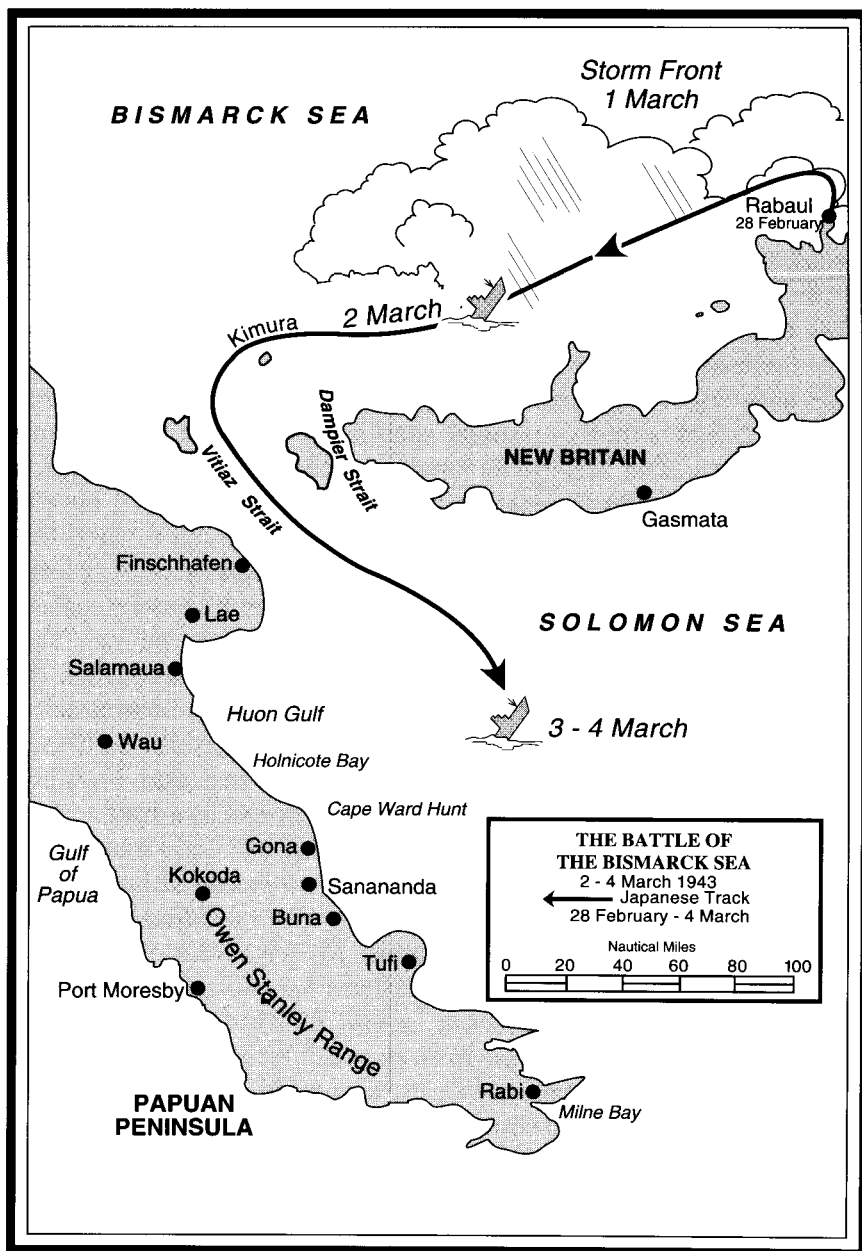 Storm Front
1 March
BISMARCK SEA
Rabaul
28 February
2 March
Kimura
Dampier Strait
Vitiaz Strait
NEW BRITAIN
Gasmata
Finschhafen
Lae
SOLOMON SEA
Salamaua
Huon Gulf
3 - 4 March
Wau
Holnicote Bay
Cape Ward Hunt
Gona
Gulf
of
Papua
Kokoda
Sanananda
Buna
Owen Stanley Range
Tufi
Port Moresby
THE BATTLE OF
THE BISMARCK SEA
2 - 4 March 1943
Japanese Track
28 February - 4 March
Nautical Miles
0 20 40 60 80 100
Rabi
Milne Bay
PAPUAN
PENINSULA